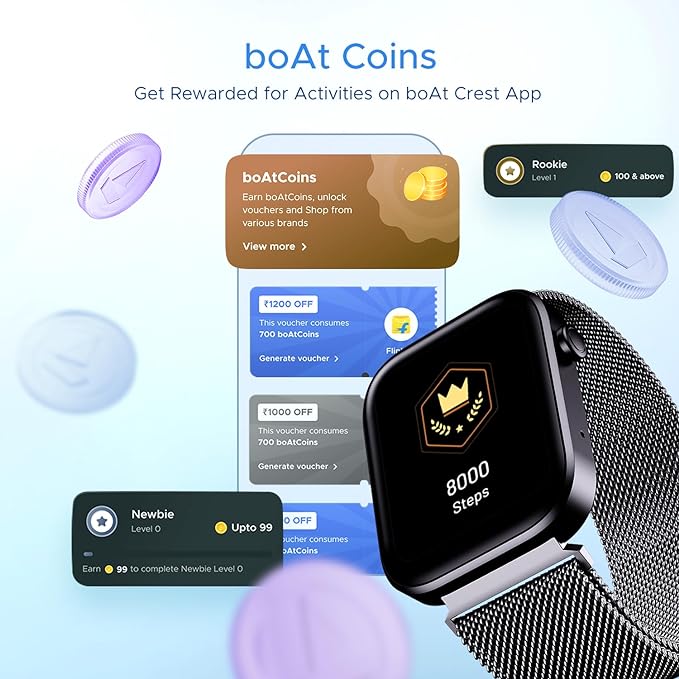 boAt Coins
Get Rewarded for Activities on boAt Crest App
boAtCoins
Earn boAtCoins, unlock
vouchers and Shop from
various brands
View more >
Rookie
Level 1
100 & above
₹1200 OFF
This voucher consumes
700 boAtCoins
Generate voucher >
₹1000 OFF
This voucher consumes
700 boAtCoins
Generate voucher >
OFF
voucher consumes
boAtCoins
8000
Steps
Newbie
Level 0
Upto 99
Earn 99 to complete Newbie Level 0